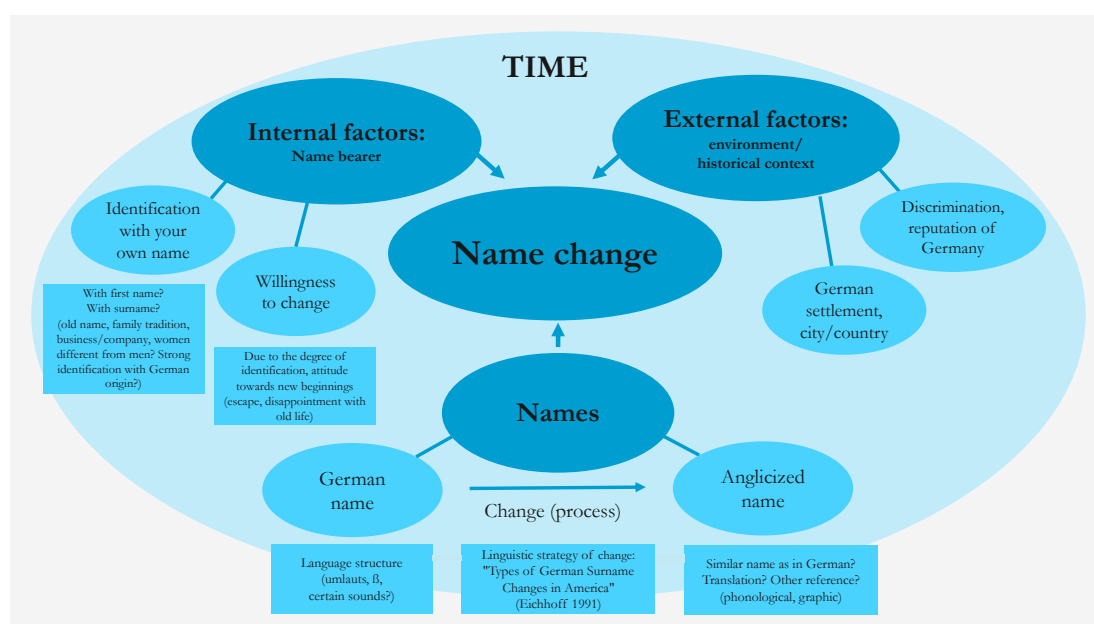 TIME
Internal factors:
Name bearer
External factors:
environment/
historical context
Identification
with your
own name
Willingness
to change
Name change
Discrimination,
reputation of
Germany
German
settlement,
city/country
With first name?
With surname?
(old name, family tradition,
business/company, women
different from men? Strong
identification with German
origin?)
Due to the degree of
identification, attitude
towards new beginnings
(escape, disappointment with
old life)
Names
German
name
Change (process)
Anglicized
name
Language structure
(umlauts, ß,
certain sounds?)
Linguistic strategy of change:
"Types of German Surname
Changes in America"
(Eichhoff 1991)
Similar name as in German?
Translation? Other reference?
(phonological, graphic)